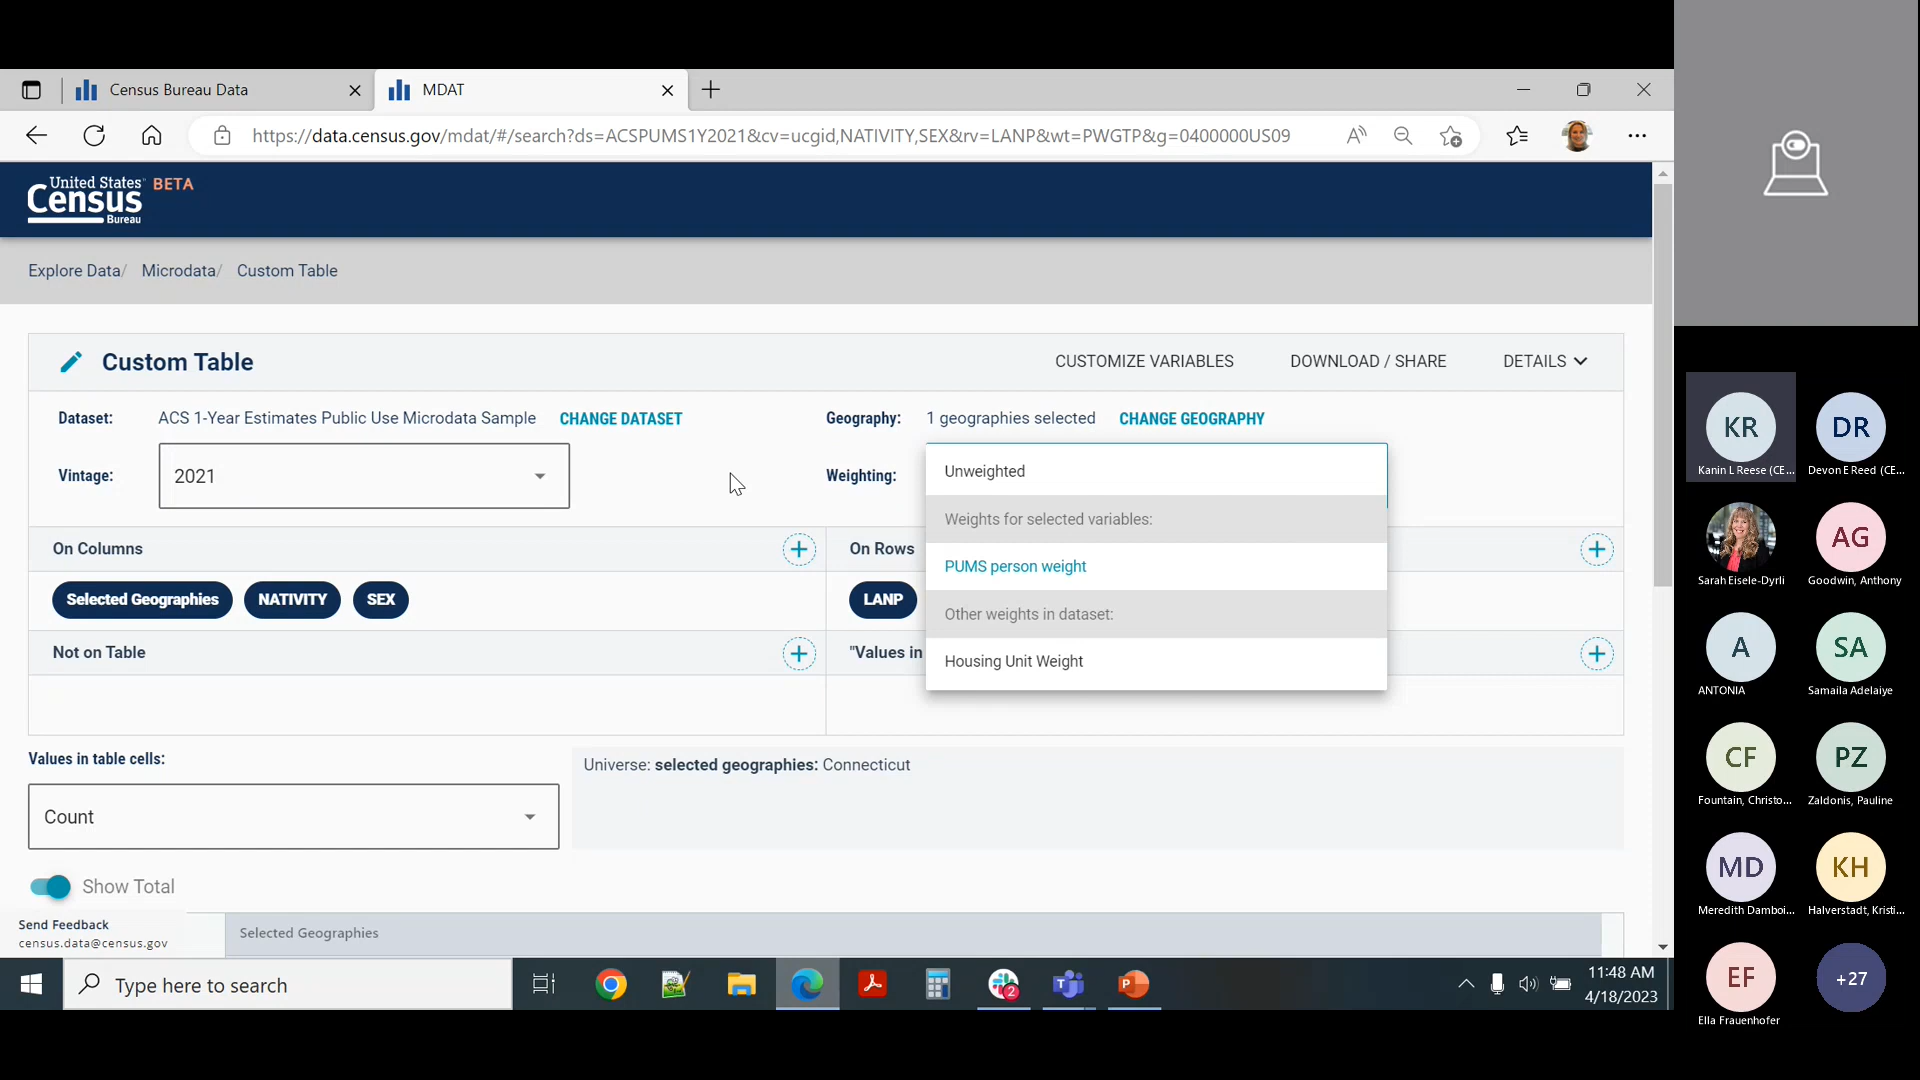 Census Bureau Data
MDAT
https://data.census.gov/mdat/#/search?ds=ACSPUMS1Y2021&cv=ucgid,NATIVITY,SEX&rv=LANP&wt=PWGTP&g=0400000US09
United States
Census
Bureau
BETA
Explore Data/ Microdata/ Custom Table
Custom Table
CUSTOMIZE VARIABLES
DOWNLOAD / SHARE
DETAILS
Dataset: ACS 1-Year Estimates Public Use Microdata Sample CHANGE DATASET
Geography: 1 geographies selected CHANGE GEOGRAPHY
Vintage: 2021
Weighting:
Unweighted
Weights for selected variables:
PUMS person weight
Other weights in dataset:
Housing Unit Weight
On Columns
On Rows
Selected Geographies NATIVITY SEX
LANP
Not on Table
"Values in
Values in table cells:
Count
Universe: selected geographies: Connecticut
Show Total
Send Feedback
census.data@census.gov
Selected Geographies
Type here to search
2
11:48 AM
4/18/2023
KR
Kanin L Reese (CE...
DR
Devon E Reed (CE...
Sarah Eisele-Dyrli
AG
Goodwin, Anthony
A
ANTONIA
SA
Samaila Adelaiye
CF
Fountain, Christo...
PZ
Zaldonis, Pauline
MD
Meredith Damboi...
KH
Halverstadt, Kristi...
EF
Ella Frauenhofer
+27